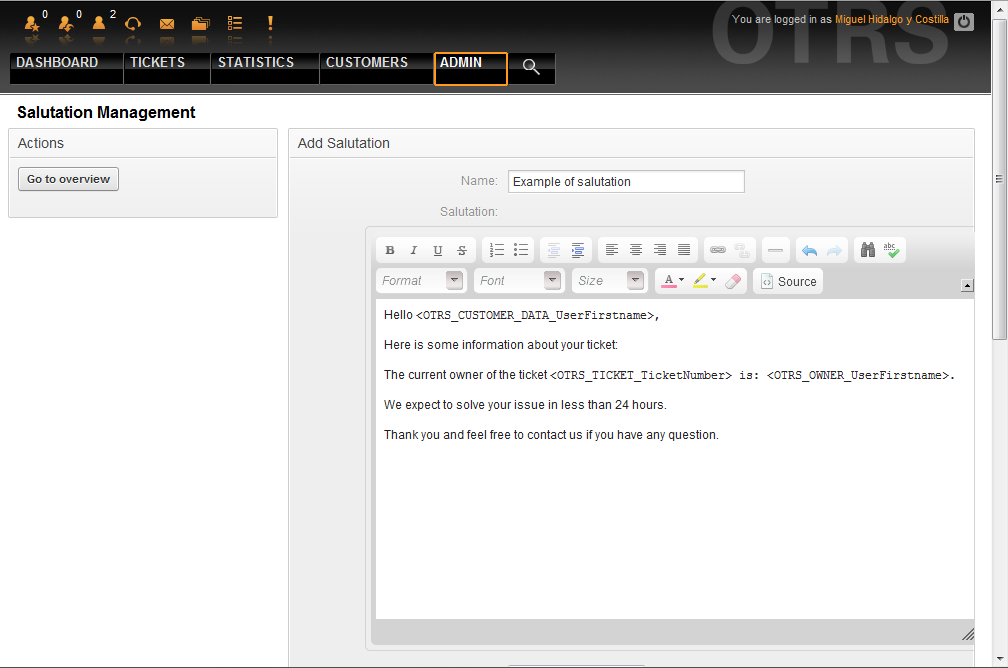 0 0 2
OTRS
You are logged in as Miguel Hidalgo y Costilla
DASHBOARD TICKETS STATISTICS CUSTOMERS ADMIN
Salutation Management
Actions
Go to overview
Add Salutation
Name: Example of salutation
Salutation:
B I U S
abc
Format Font Size A Source
Hello <OTRS_CUSTOMER_DATA_UserFirstname>,
Here is some information about your ticket:
The current owner of the ticket <OTRS_TICKET_TicketNumber> is: <OTRS_OWNER_UserFirstname>.
We expect to solve your issue in less than 24 hours.
Thank you and feel free to contact us if you have any question.